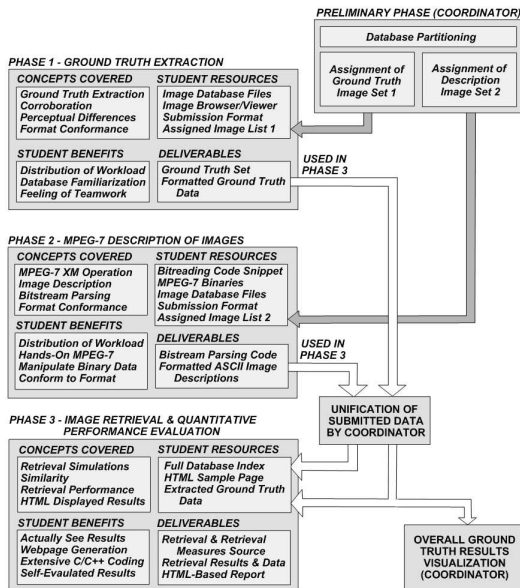 PRELIMINARY PHASE (COORDINATOR)
Database Partitioning
Assignment of
Ground Truth
Image Set 1
Assignment of
Description
Image Set 2
PHASE 1 - GROUND TRUTH EXTRACTION
CONCEPTS COVERED
Ground Truth Extraction
Corroboration
Perceptual Differences
Format Conformance
STUDENT RESOURCES
Image Database Files
Image Browser/Viewer
Submission Format
Assigned Image List 1
STUDENT BENEFITS
Distribution of Workload
Database Familiarization
Feeling of Teamwork
DELIVERABLES
Ground Truth Set
Formatted Ground Truth
Data
USED IN
PHASE 3
PHASE 2 - MPEG-7 DESCRIPTION OF IMAGES
CONCEPTS COVERED
MPEG-7 XM Operation
Image Description
Bitstream Parsing
Format Conformance
STUDENT RESOURCES
Bitreading Code Snippet
MPEG-7 Binaries
Image Database Files
Submission Format
Assigned Image List 2
STUDENT BENEFITS
Distribution of Workload
Hands-On MPEG-7
Manipulate Binary Data
Conform to Format
DELIVERABLES
Bistream Parsing Code
Formatted ASCII Image
Descriptions
USED IN
PHASE 3
UNIFICATION OF
SUBMITTED DATA
BY COORDINATOR
PHASE 3 - IMAGE RETRIEVAL & QUANTITATIVE
PERFORMANCE EVALUATION
CONCEPTS COVERED
Retrieval Simulations
Similarity
Retrieval Performance
HTML Displayed Results
STUDENT RESOURCES
Full Database Index
HTML Sample Page
Extracted Ground Truth
Data
STUDENT BENEFITS
Actually See Results
Webpage Generation
Extensive C/C++ Coding
Self-Evaulated Results
DELIVERABLES
Retrieval & Retrieval
Measures Source
Retrieval Results & Data
HTML-Based Report
OVERALL GROUND
TRUTH RESULTS
VISUALIZATION
(COORDINATOR)